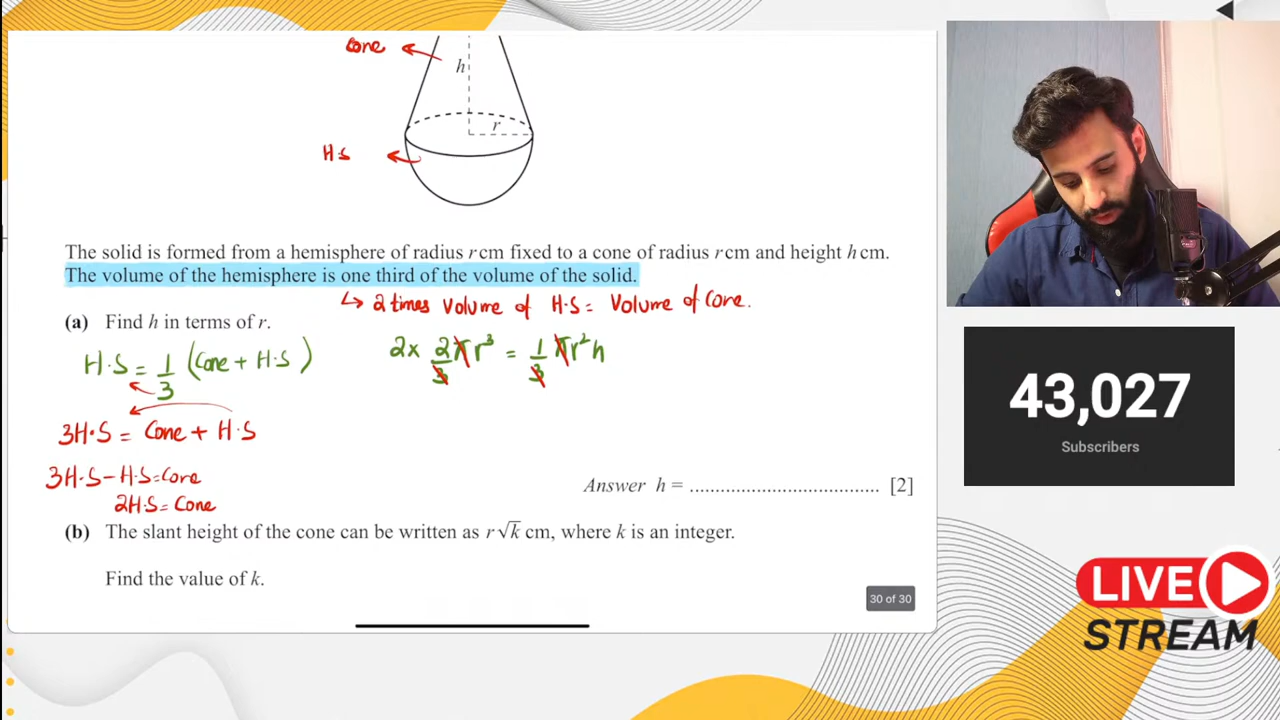 Cone
h
r
H·S
The solid is formed from a hemisphere of radius r cm fixed to a cone of radius r cm and height h cm.
The volume of the hemisphere is one third of the volume of the solid.
↳ 2 times Volume of H·S = Volume of Cone.
(a) Find h in terms of r.
H·S = 1/3 (Cone + H·S)
2 × 2/3 πr³ = 1/3 πr²h
3H·S = Cone + H·S
3H·S – H·S = Cone
2H·S = Cone
Answer h = ...................................... [2]
(b) The slant height of the cone can be written as r√k cm, where k is an integer.
Find the value of k.
30 of 30
43,027
Subscribers
LIVE
STREAM